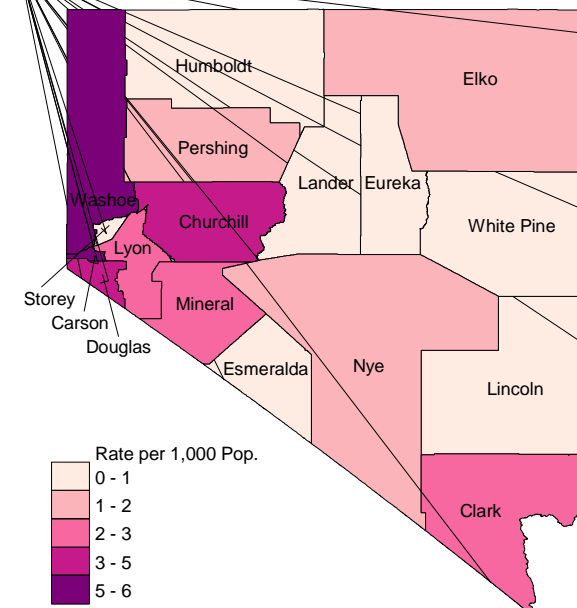 Humboldt
Elko
Pershing
Lander
Eureka
Washoe
Churchill
White Pine
Lyon
Storey
Mineral
Carson
Douglas
Esmeralda
Nye
Lincoln
Rate per 1,000 Pop.
0 - 1
1 - 2
2 - 3
3 - 5
5 - 6
Clark